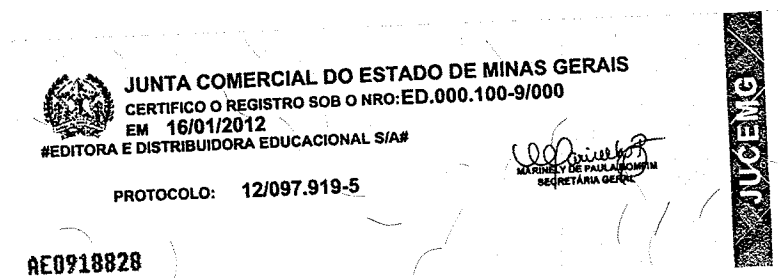 JUNTA COMERCIAL DO ESTADO DE MINAS GERAIS
CERTIFICO O REGISTRO SOB O NRO:ED.000.100-9/000
EM 16/01/2012
#EDITORA E DISTRIBUIDORA EDUCACIONAL S/A#
PROTOCOLO: 12/097.919-5
MARINELY DE PAULA BOMFIM
SECRETÁRIA GERAL
AE0918828
JUCEMG